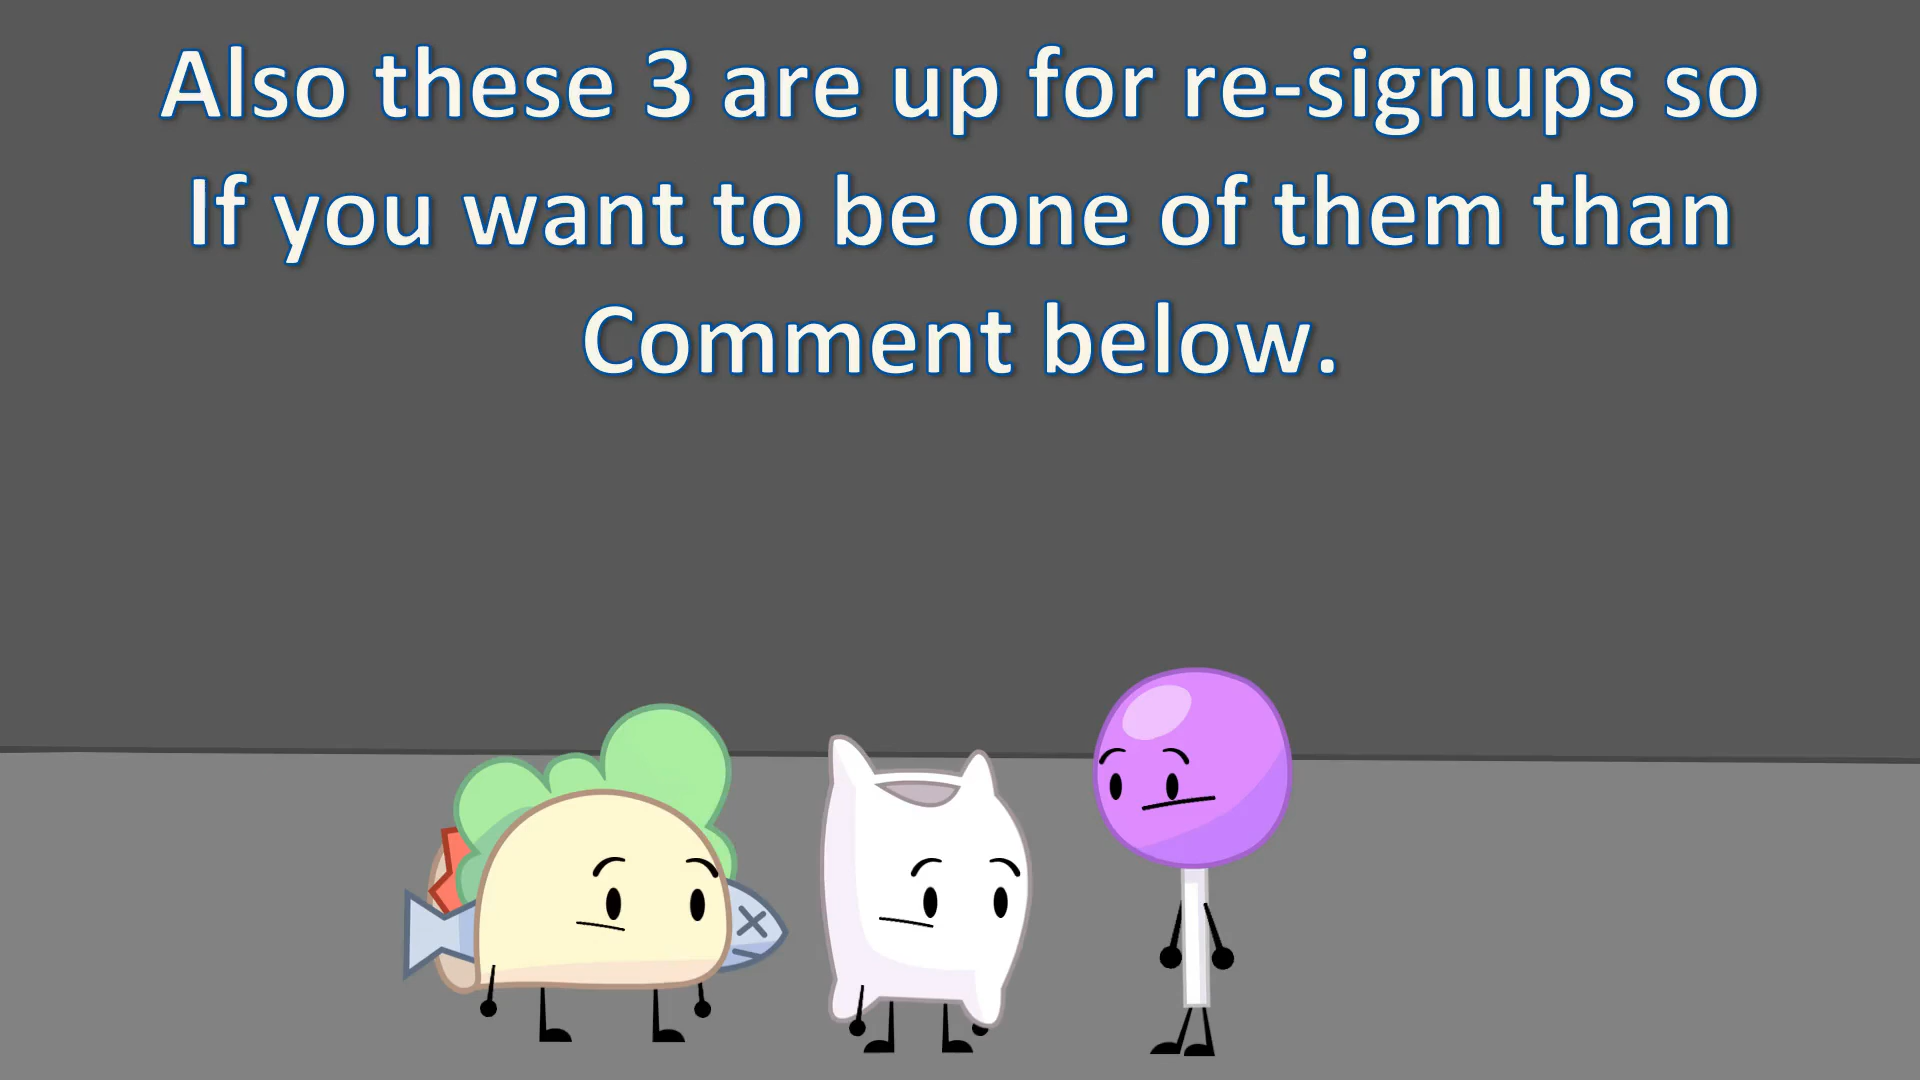 Also these 3 are up for re-signups so
If you want to be one of them than
Comment below.